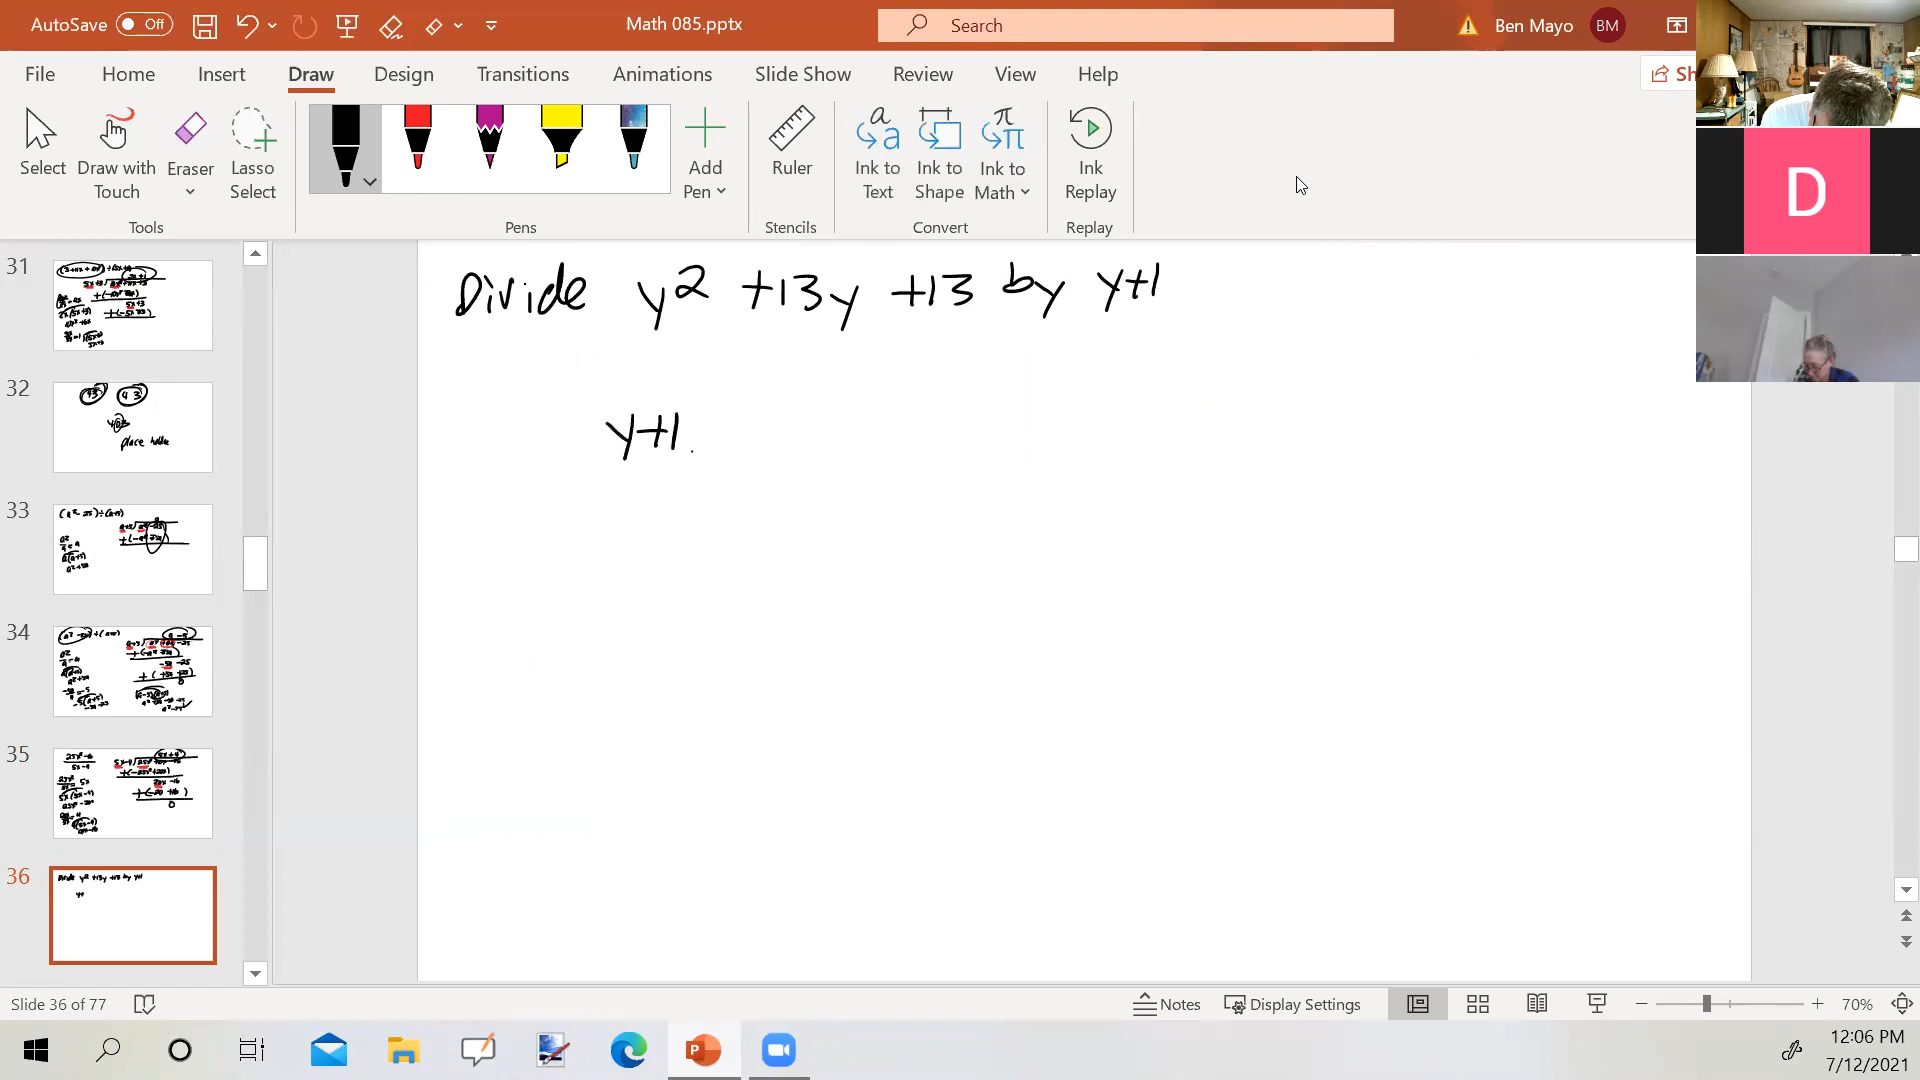 AutoSave Off Math 085.pptx Search Ben Mayo BM
File Home Insert Draw Design Transitions Animations Slide Show Review View Help Sh
Select Draw with Touch Eraser Lasso Select Add Pen Ruler Ink to Text Ink to Shape Ink to Math Ink Replay
Tools Pens Stencils Convert Replay
D
Divide y2 +13y +13 by y+1
y+1
31
32
place holder
33
34
35
36
Slide 36 of 77 Notes Display Settings 70%
12:06 PM
7/12/2021